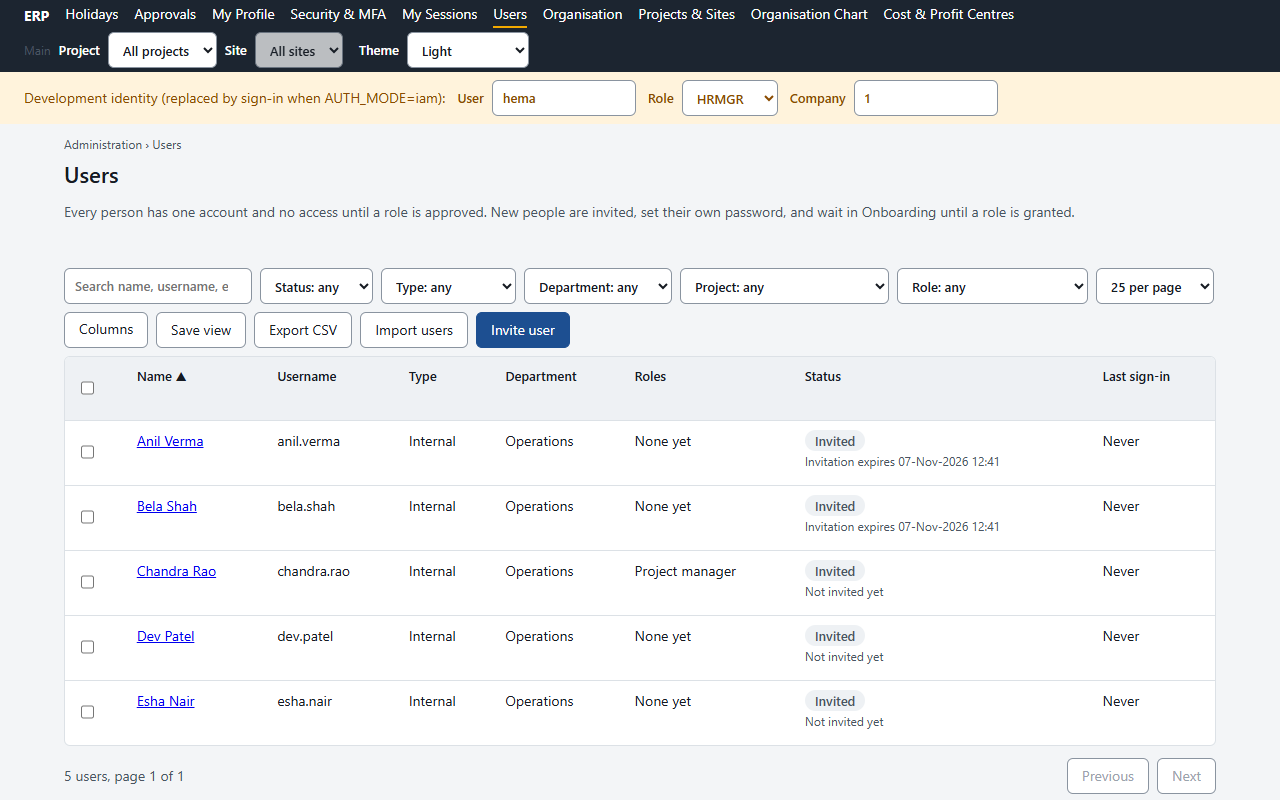 ERP Holidays Approvals My Profile Security & MFA My Sessions Users Organisation Projects & Sites Organisation Chart Cost & Profit Centres
Main Project All projects Site All sites Theme Light
Development identity (replaced by sign-in when AUTH_MODE=iam): User hema Role HRMGR Company 1
Administration › Users
Users
Every person has one account and no access until a role is approved. New people are invited, set their own password, and wait in Onboarding until a role is granted.
Search name, username, e Status: any Type: any Department: any Project: any Role: any 25 per page
Columns Save view Export CSV Import users Invite user
Name ▲ Username Type Department Roles Status Last sign-in
Anil Verma anil.verma Internal Operations None yet Invited Never
Invitation expires 07-Nov-2026 12:41
Bela Shah bela.shah Internal Operations None yet Invited Never
Invitation expires 07-Nov-2026 12:41
Chandra Rao chandra.rao Internal Operations Project manager Invited Never
Not invited yet
Dev Patel dev.patel Internal Operations None yet Invited Never
Not invited yet
Esha Nair esha.nair Internal Operations None yet Invited Never
Not invited yet
5 users, page 1 of 1 Previous Next